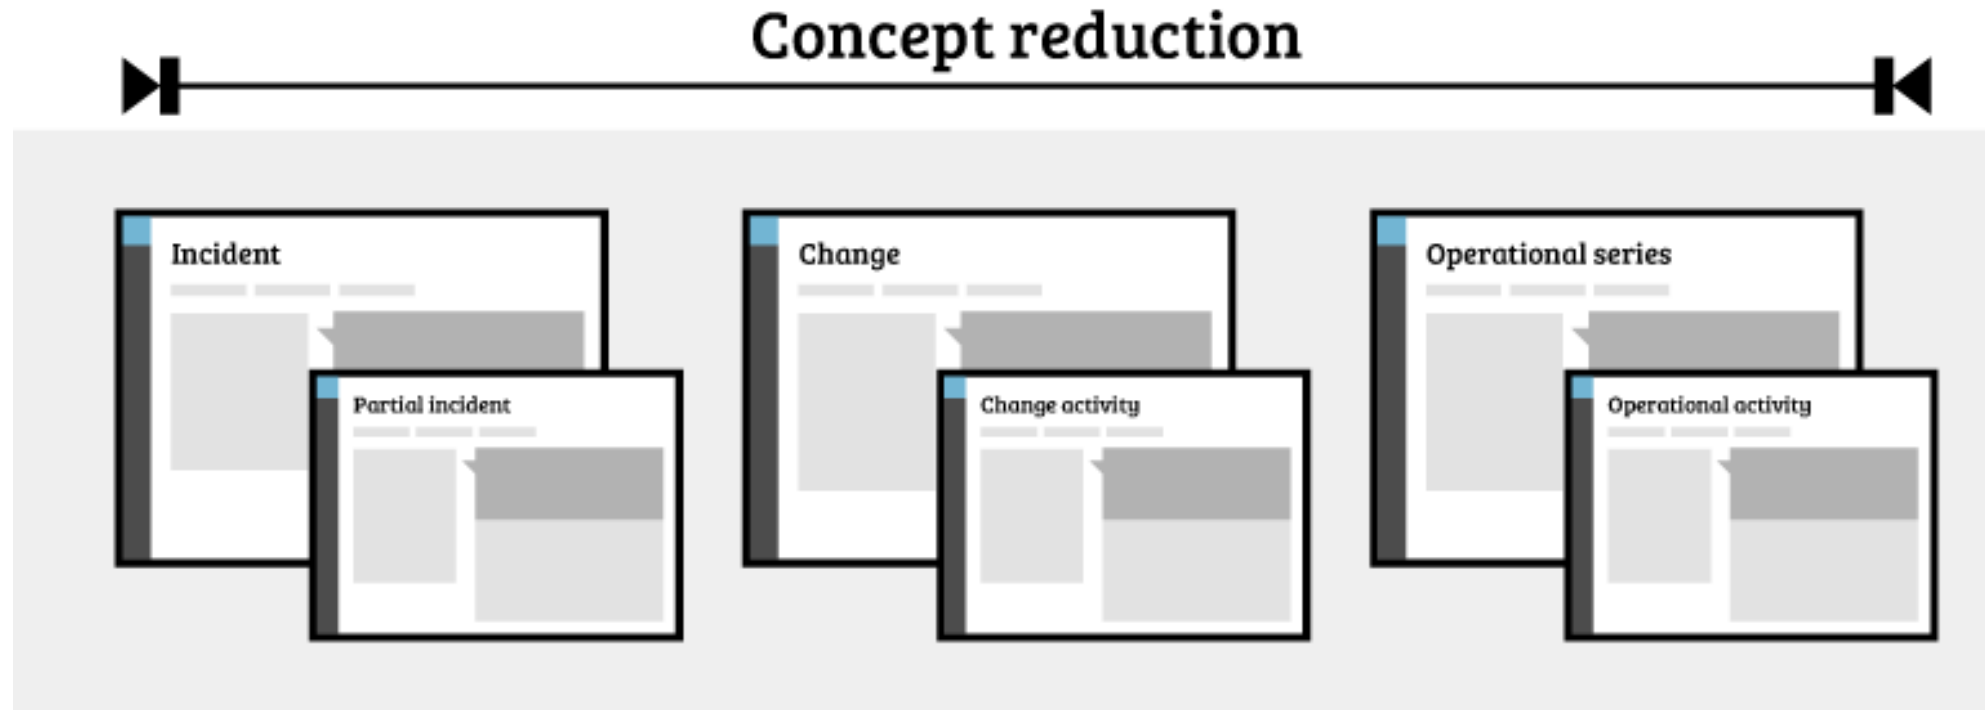 Concept reduction
Incident
Partial incident
Change
Change activity
Operational series
Operational activity